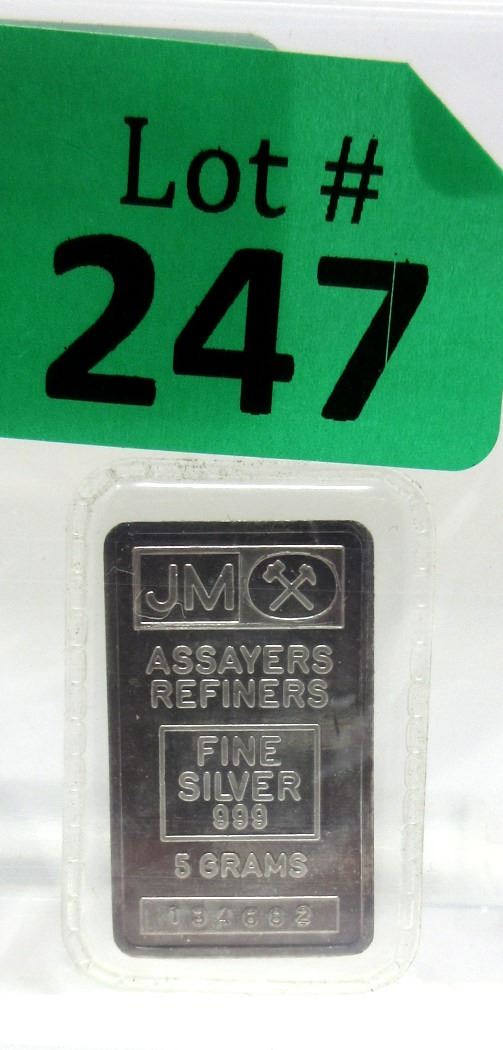 Lot #
247
JM
ASSAYERS
REFINERS
FINE
SILVER
999
5 GRAMS
134682